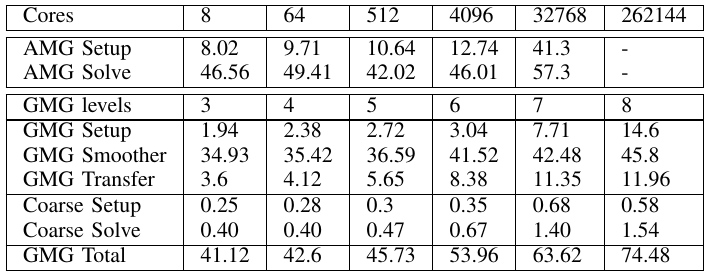 Cores 8 64 512 4096 32768 262144
AMG Setup 8.02 9.71 10.64 12.74 41.3 -
AMG Solve 46.56 49.41 42.02 46.01 57.3 -
GMG levels 3 4 5 6 7 8
GMG Setup 1.94 2.38 2.72 3.04 7.71 14.6
GMG Smoother 34.93 35.42 36.59 41.52 42.48 45.8
GMG Transfer 3.6 4.12 5.65 8.38 11.35 11.96
Coarse Setup 0.25 0.28 0.3 0.35 0.68 0.58
Coarse Solve 0.40 0.40 0.47 0.67 1.40 1.54
GMG Total 41.12 42.6 45.73 53.96 63.62 74.48